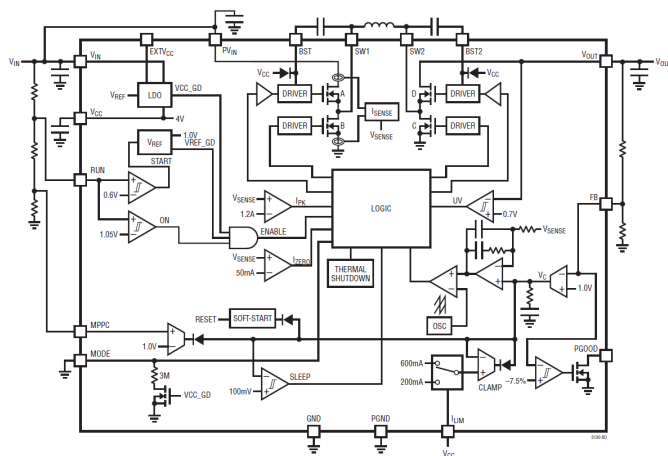 EXTVCC
PVIN
BST
SW1
SW2
BST2
VIN
VIN
VOUT
VOU
VCC
VCC
LDO
VREF
VCC_GD
DRIVER
A
D
DRIVER
ISENSE
VSENSE
DRIVER
B
C
DRIVER
VCC
4V
1.0V
VREF
VREF_GD
START
RUN
0.6V
ON
1.05V
VSENSE
IPK
1.2A
ENABLE
VSENSE
IZERO
50mA
LOGIC
UV
0.7V
FB
THERMAL
SHUTDOWN
VSENSE
VC
1.0V
OSC
RESET
SOFT-START
MPPC
1.0V
MODE
3M
VCC_GD
SLEEP
100mV
600mA
200mA
CLAMP
–7.5%
PGOOD
GND
PGND
ILIM
VCC
3130 BD